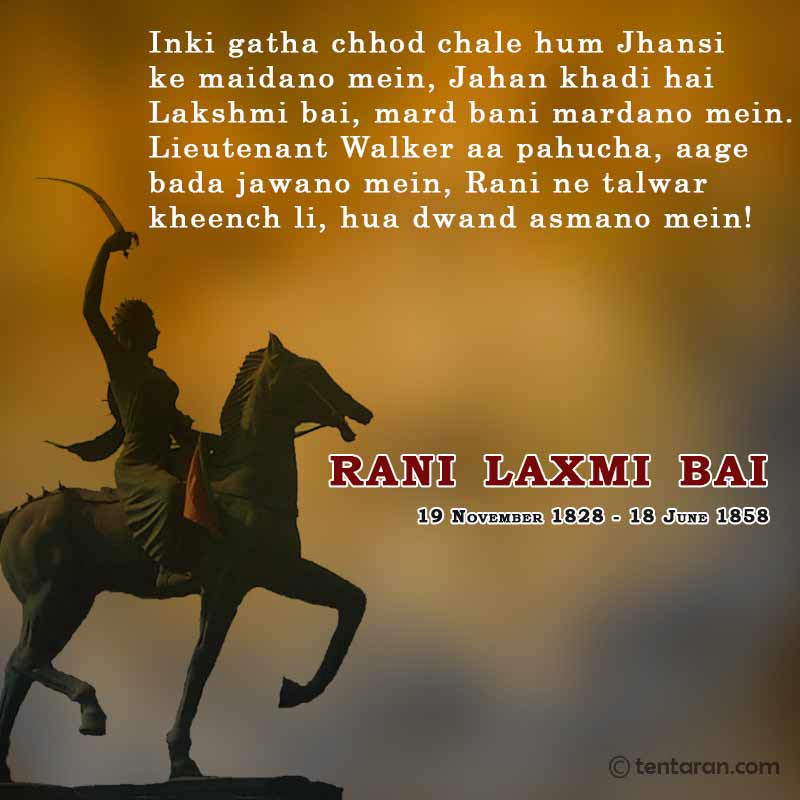 Inki gatha chhod chale hum Jhansi
ke maidano mein, Jahan khadi hai
Lakshmi bai, mard bani mardano mein.
Lieutenant Walker aa pahucha, aage
bada jawano mein, Rani ne talwar
kheench li, hua dwand asmano mein!
RANI LAXMI BAI
19 November 1828 - 18 June 1858
© tentaran.com